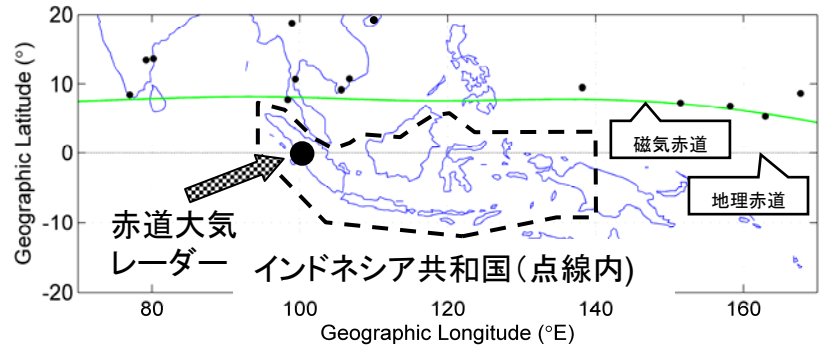 20
10
0
-10
-20
Geographic Latitude (°)
磁気赤道
地理赤道
赤道大気
レーダー
インドネシア共和国(点線内)
80
100
120
140
160
Geographic Longitude (°E)